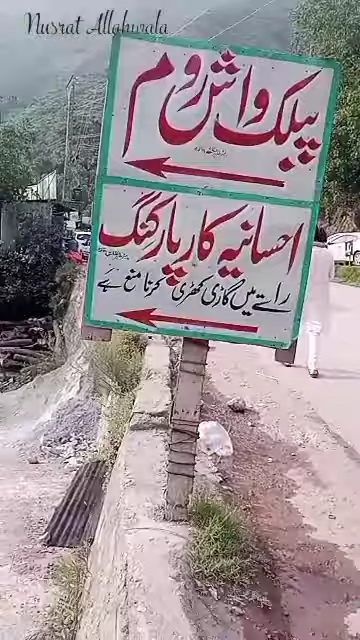 Nusrat Allahwala
پبلک واش روم
احسانیہ کار پارکنگ
راستے میں گاڑی کھڑی کرنا منع ہے